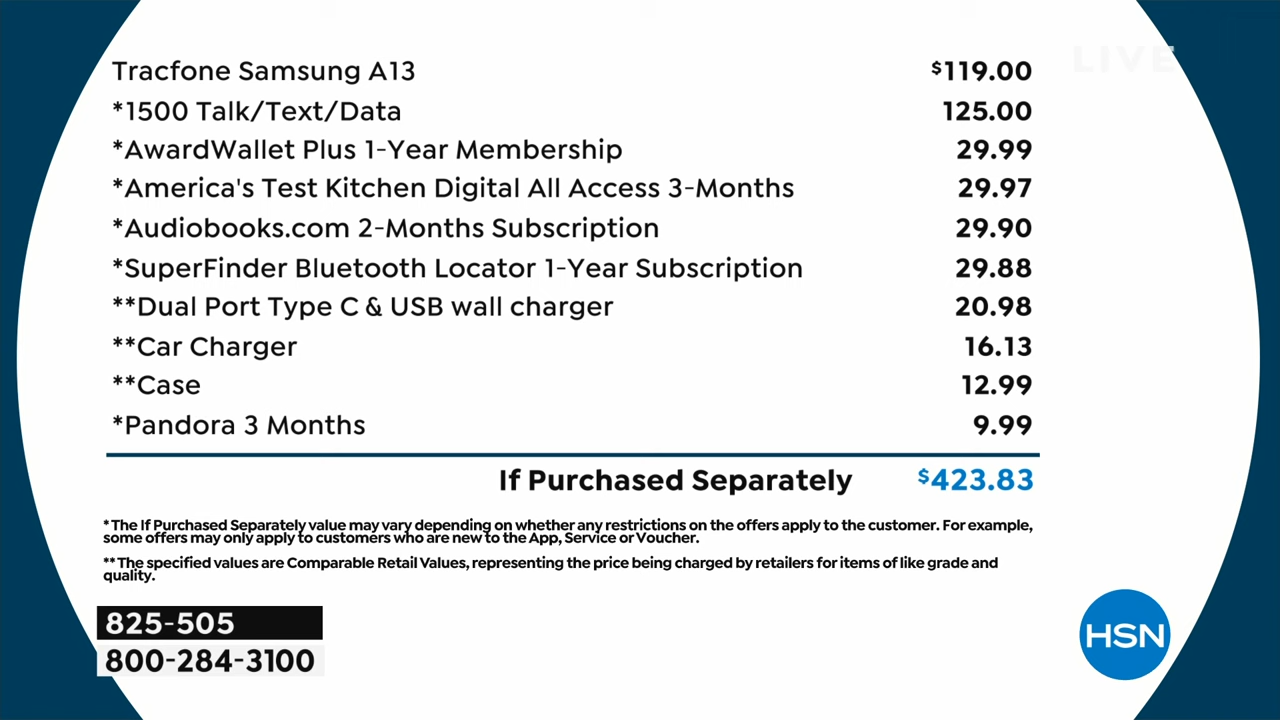 LIVE
Tracfone Samsung A13 $119.00
*1500 Talk/Text/Data 125.00
*AwardWallet Plus 1-Year Membership 29.99
*America's Test Kitchen Digital All Access 3-Months 29.97
*Audiobooks.com 2-Months Subscription 29.90
*SuperFinder Bluetooth Locator 1-Year Subscription 29.88
**Dual Port Type C & USB wall charger 20.98
**Car Charger 16.13
**Case 12.99
*Pandora 3 Months 9.99
If Purchased Separately $423.83
* The If Purchased Separately value may vary depending on whether any restrictions on the offers apply to the customer. For example,
some offers may only apply to customers who are new to the App, Service or Voucher.
** The specified values are Comparable Retail Values, representing the price being charged by retailers for items of like grade and
quality.
825-505
800-284-3100
HSN